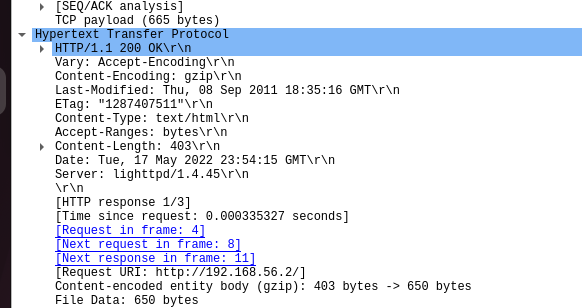 [SEQ/ACK analysis]
TCP payload (665 bytes)
Hypertext Transfer Protocol
HTTP/1.1 200 OK\r\n
Vary: Accept-Encoding\r\n
Content-Encoding: gzip\r\n
Last-Modified: Thu, 08 Sep 2011 18:35:16 GMT\r\n
ETag: "1287407511"\r\n
Content-Type: text/html\r\n
Accept-Ranges: bytes\r\n
Content-Length: 403\r\n
Date: Tue, 17 May 2022 23:54:15 GMT\r\n
Server: lighttpd/1.4.45\r\n
\r\n
[HTTP response 1/3]
[Time since request: 0.000335327 seconds]
[Request in frame: 4]
[Next request in frame: 8]
[Next response in frame: 11]
[Request URI: http://192.168.56.2/]
Content-encoded entity body (gzip): 403 bytes -> 650 bytes
File Data: 650 bytes